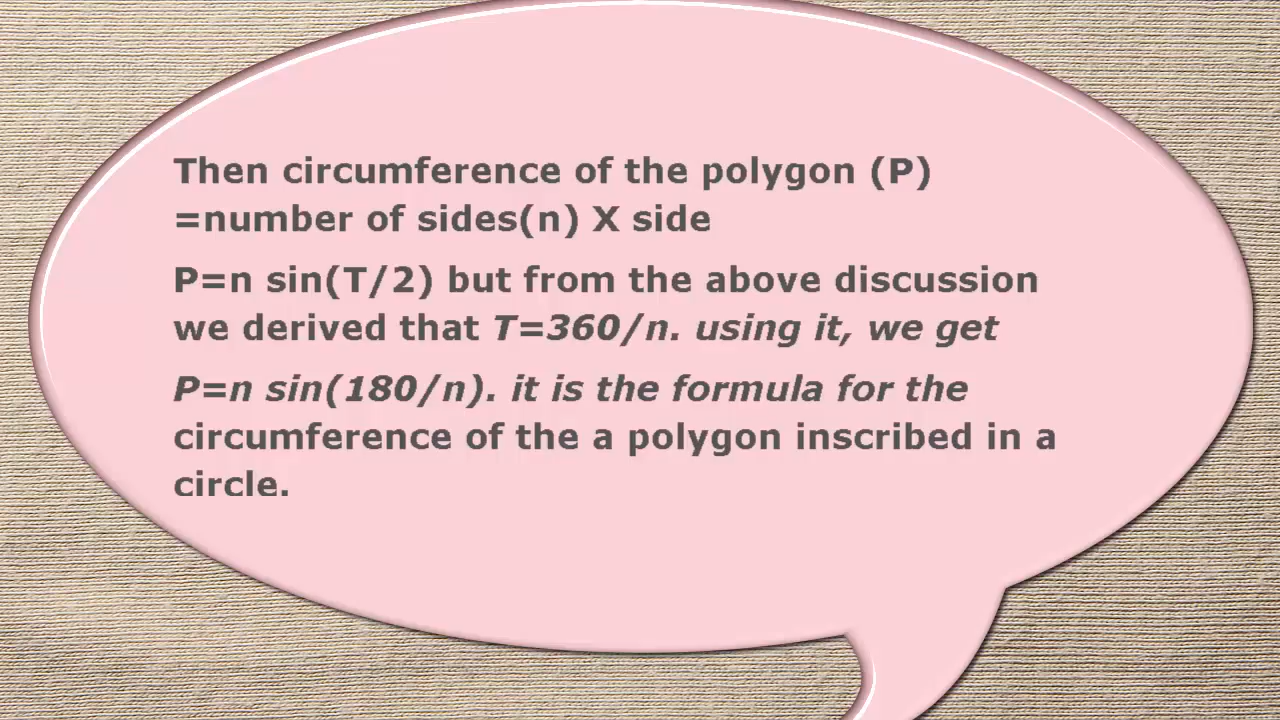 Then circumference of the polygon (P)
=number of sides(n) X side
P=n sin(T/2) but from the above discussion
we derived that T=360/n. using it, we get
P=n sin(180/n). it is the formula for the
circumference of the a polygon inscribed in a
circle.